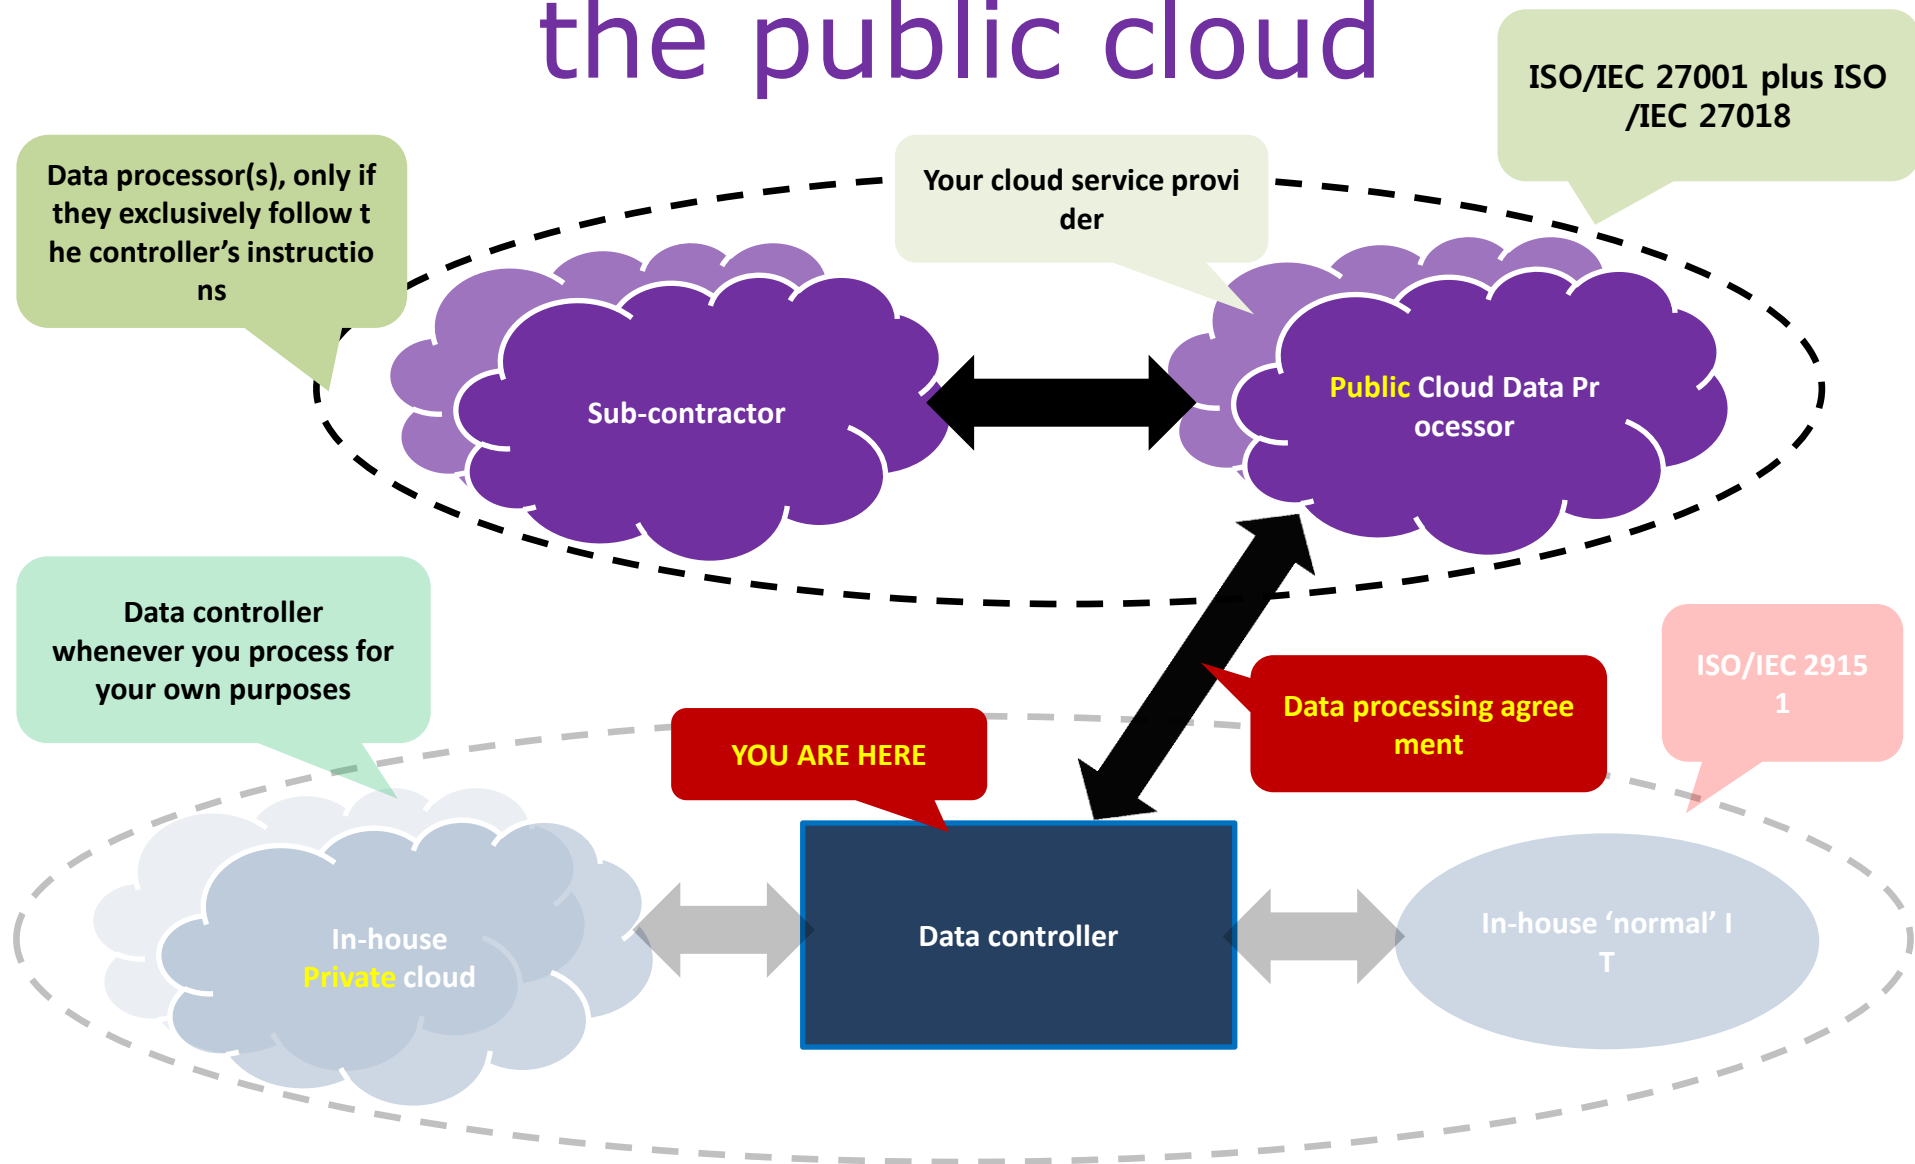 the public cloud
ISO/IEC 27001 plus ISO
/IEC 27018
Data processor(s), only if
they exclusively follow t
he controller’s instructio
ns
Your cloud service provi
der
Sub-contractor
Public Cloud Data Pr
ocessor
Data controller
whenever you process for
your own purposes
ISO/IEC 2915
1
Data processing agree
ment
YOU ARE HERE
In-house
Private cloud
Data controller
In-house ‘normal’ I
T